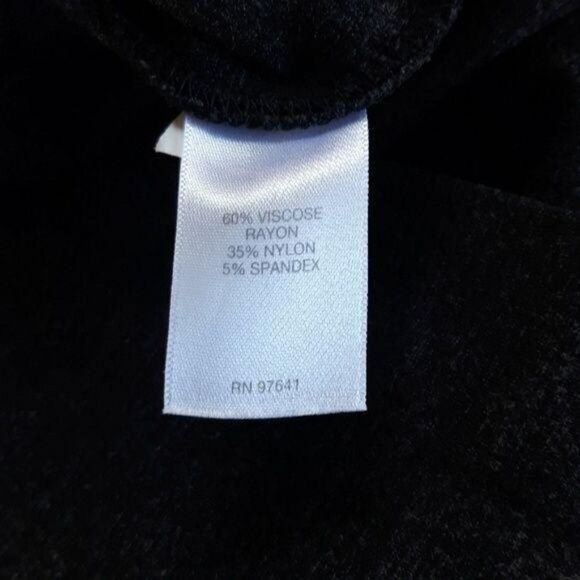 60% VISCOSE
RAYON
35% NYLON
5% SPANDEX
RN 97641